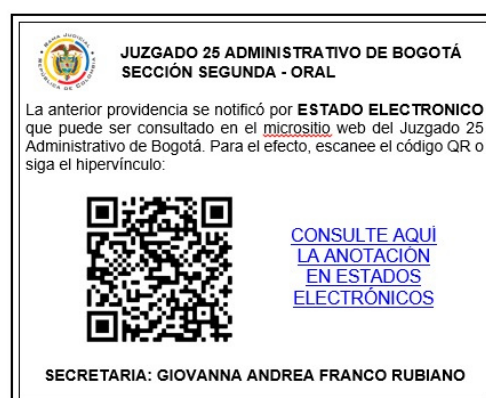 JUZGADO 25 ADMINISTRATIVO DE BOGOTÁ
SECCIÓN SEGUNDA - ORAL
La anterior providencia se notificó por ESTADO ELECTRONICO
que puede ser consultado en el micrositio web del Juzgado 25
Administrativo de Bogotá. Para el efecto, escanee el código QR o
siga el hipervínculo:
CONSULTE AQUÍ
LA ANOTACIÓN
EN ESTADOS
ELECTRÓNICOS
SECRETARIA: GIOVANNA ANDREA FRANCO RUBIANO